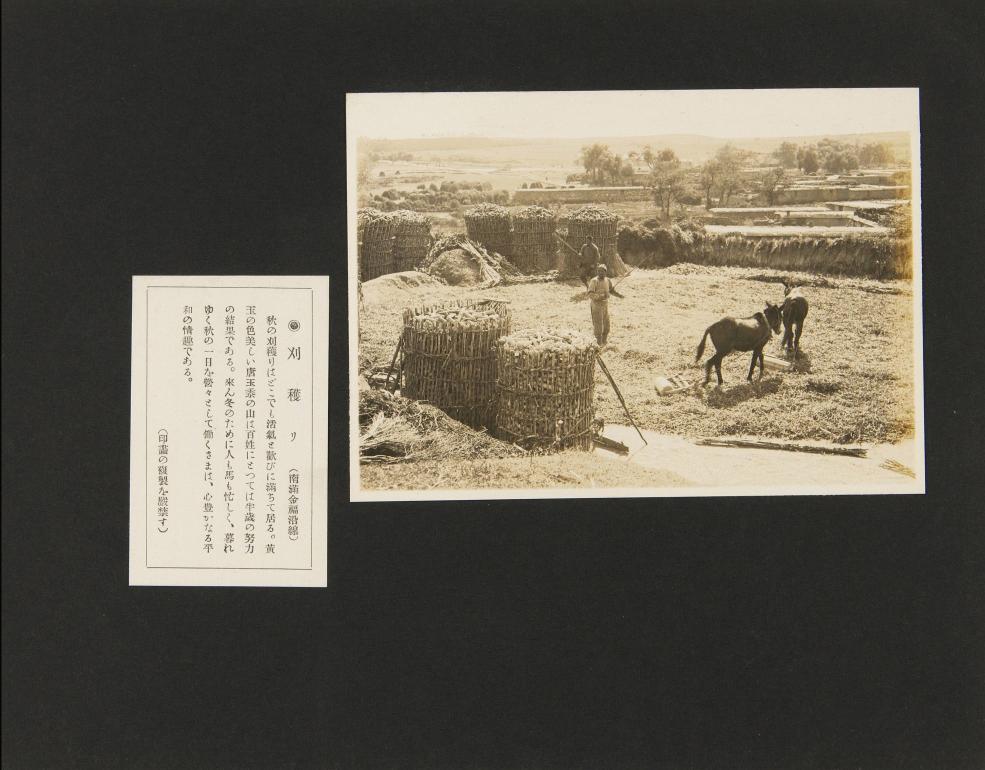 ◉刈穫り (南滿金福沿線)
秋の刈穫りはどこでも活氣と歡びに滿ちて居る。黃
玉の色美しい唐玉黍の山は百姓にとつては半歲の努力
の結果である。來ん冬のために人も馬も忙しく、暮れ
ゆく秋の一日を營々として働くさまは、心豊かなる平
和の情趣である。
(印畫の複製を嚴禁す)